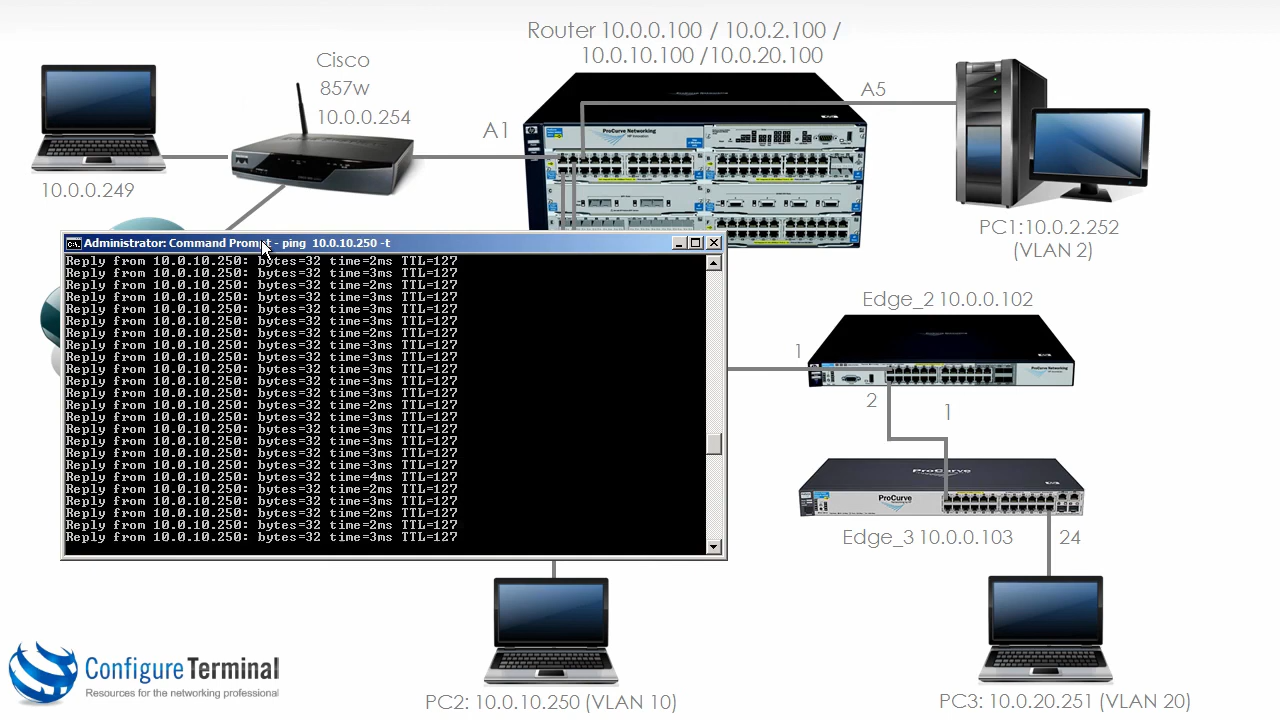 Router 10.0.0.100 / 10.0.2.100 /
10.0.10.100 /10.0.20.100
Cisco
857w
10.0.0.254
A1
A5
10.0.0.249
ProCurve Networking
HP Innovation
PC1:10.0.2.252
(VLAN 2)
Administrator: Command Prompt - ping 10.0.10.250 -t
Reply from 10.0.10.250: bytes=32 time=2ms TTL=127
Reply from 10.0.10.250: bytes=32 time=3ms TTL=127
Reply from 10.0.10.250: bytes=32 time=2ms TTL=127
Reply from 10.0.10.250: bytes=32 time=3ms TTL=127
Reply from 10.0.10.250: bytes=32 time=3ms TTL=127
Reply from 10.0.10.250: bytes=32 time=3ms TTL=127
Reply from 10.0.10.250: bytes=32 time=2ms TTL=127
Reply from 10.0.10.250: bytes=32 time=3ms TTL=127
Reply from 10.0.10.250: bytes=32 time=3ms TTL=127
Reply from 10.0.10.250: bytes=32 time=3ms TTL=127
Reply from 10.0.10.250: bytes=32 time=3ms TTL=127
Reply from 10.0.10.250: bytes=32 time=3ms TTL=127
Reply from 10.0.10.250: bytes=32 time=2ms TTL=127
Reply from 10.0.10.250: bytes=32 time=3ms TTL=127
Reply from 10.0.10.250: bytes=32 time=2ms TTL=127
Reply from 10.0.10.250: bytes=32 time=3ms TTL=127
Reply from 10.0.10.250: bytes=32 time=3ms TTL=127
Reply from 10.0.10.250: bytes=32 time=3ms TTL=127
Reply from 10.0.10.250: bytes=32 time=4ms TTL=127
Reply from 10.0.10.250: bytes=32 time=2ms TTL=127
Reply from 10.0.10.250: bytes=32 time=3ms TTL=127
Reply from 10.0.10.250: bytes=32 time=2ms TTL=127
Reply from 10.0.10.250: bytes=32 time=2ms TTL=127
Reply from 10.0.10.250: bytes=32 time=3ms TTL=127
Edge_2 10.0.0.102
1
ProCurve Networking
2
1
ProCurve
ProCurve
Edge_3 10.0.0.103
24
Configure Terminal
Resources for the networking professional
PC2: 10.0.10.250 (VLAN 10)
PC3: 10.0.20.251 (VLAN 20)